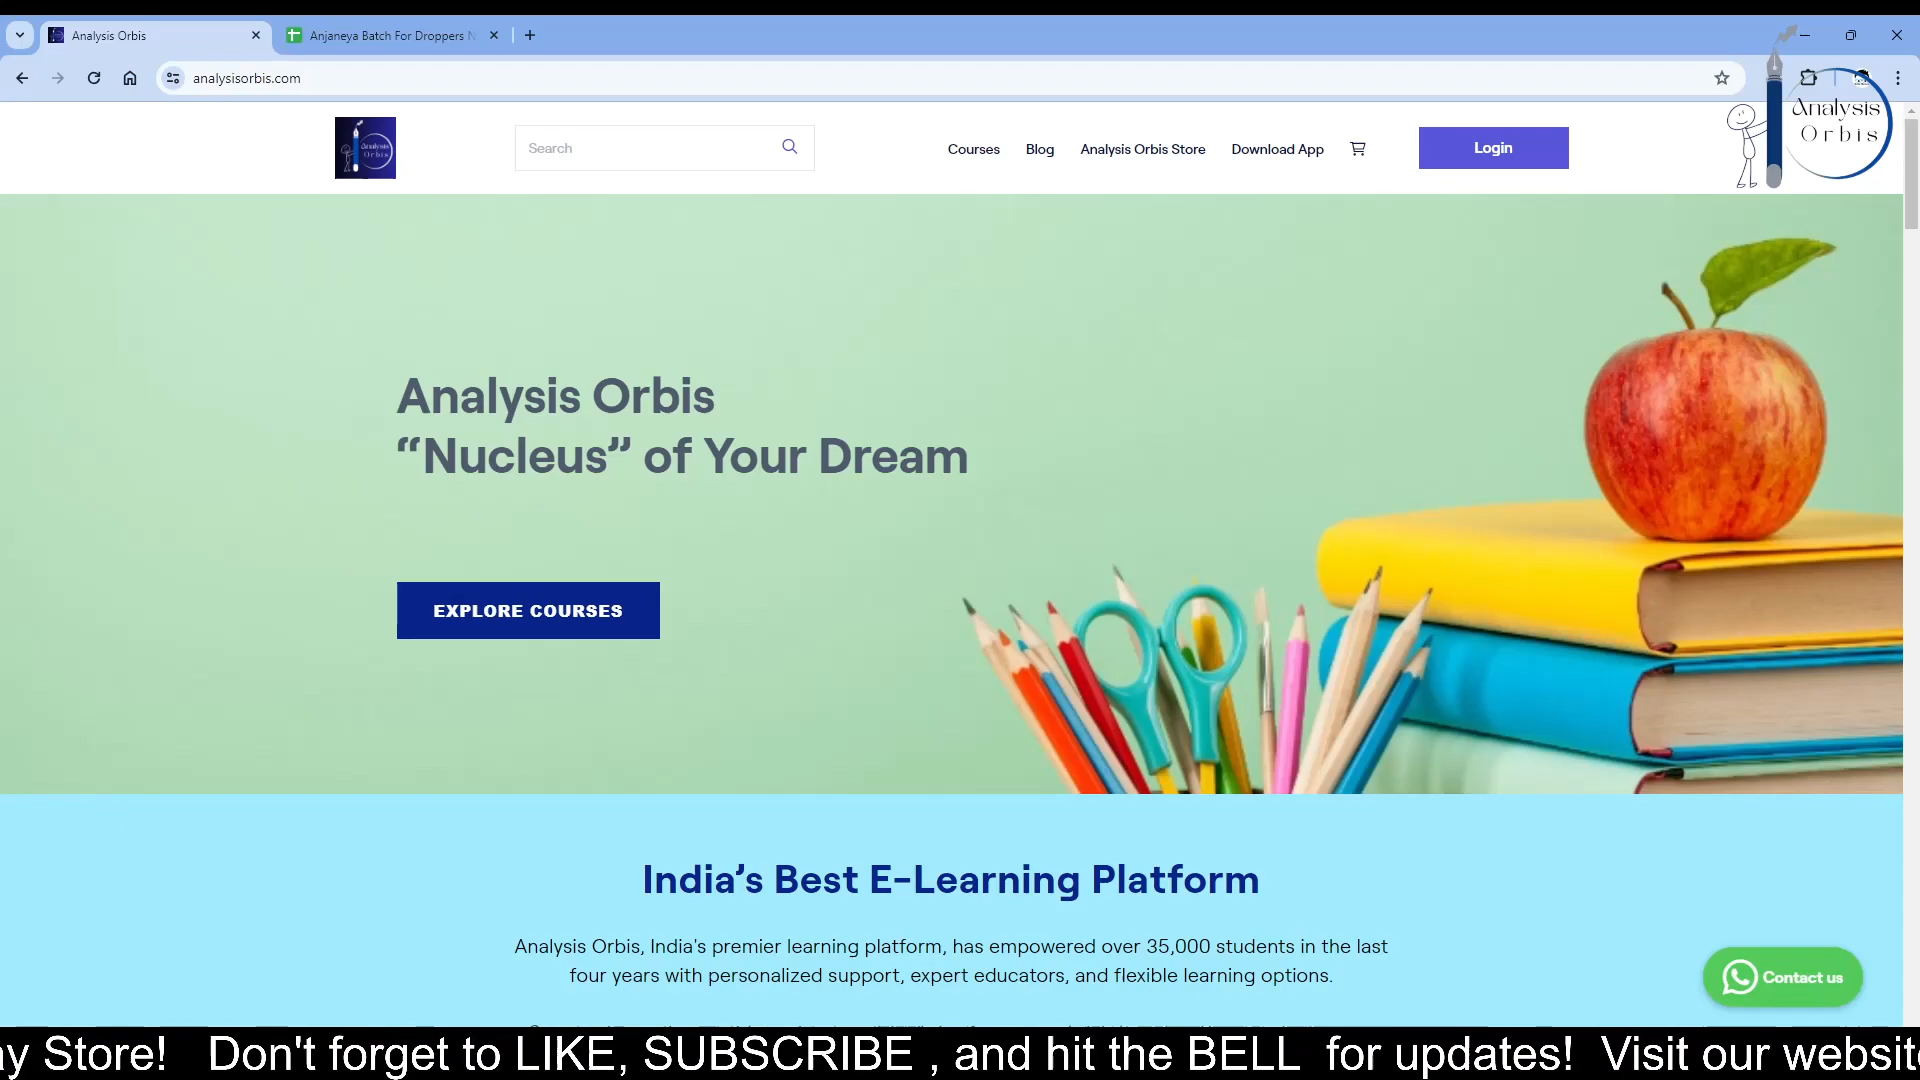 Analysis Orbis
Anjaneya Batch For Droppers
analysisorbis.com
Analysis
Orbis
Analysis
Orbis
Search
Courses
Blog
Analysis Orbis Store
Download App
Login
Analysis Orbis
“Nucleus” of Your Dream
EXPLORE COURSES
India’s Best E-Learning Platform
Analysis Orbis, India's premier learning platform, has empowered over 35,000 students in the last
four years with personalized support, expert educators, and flexible learning options.
Contact us
ay Store! Don't forget to LIKE, SUBSCRIBE , and hit the BELL for updates! Visit our websit